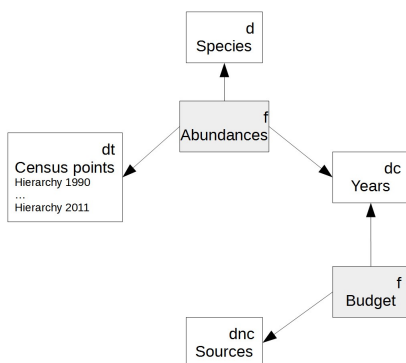 d
Species
f
Abundances
dt
Census points
Hierarchy 1990
...
Hierarchy 2011
dc
Years
f
Budget
dnc
Sources